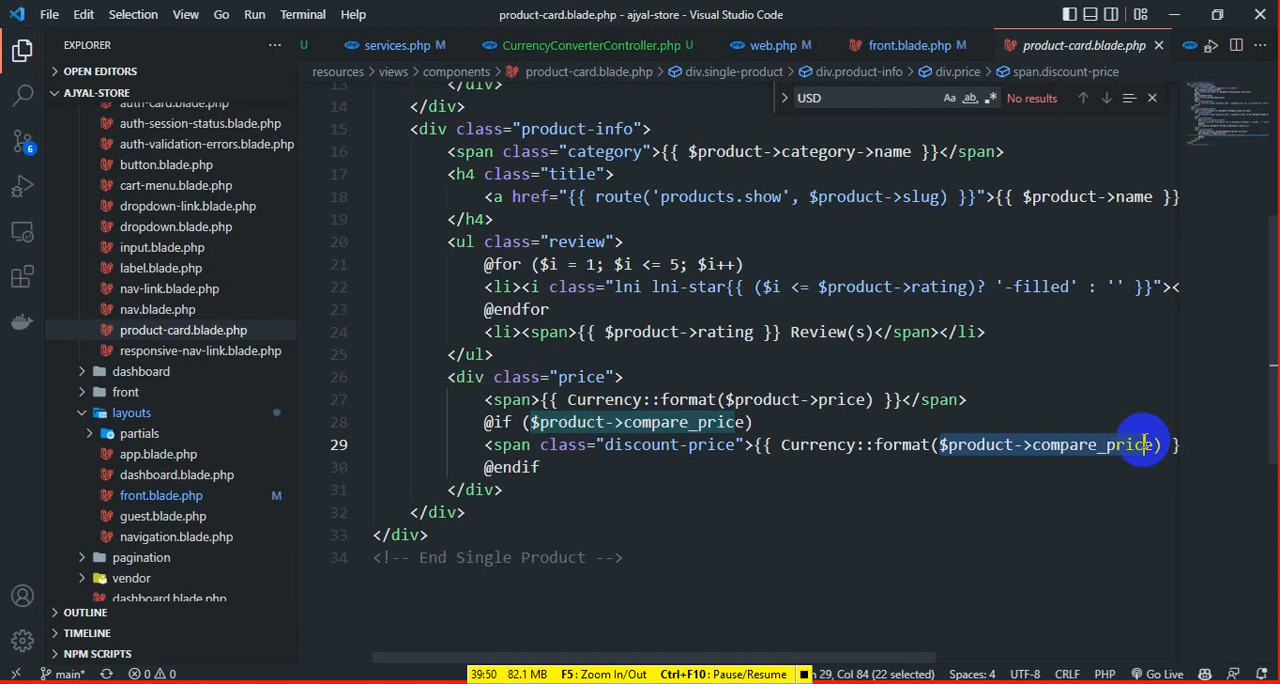 File Edit Selection View Go Run Terminal Help
product-card.blade.php - ajyal-store - Visual Studio Code
EXPLORER
OPEN EDITORS
AJYAL-STORE
auth-card.blade.php
auth-session-status.blade.php
auth-validation-errors.blade.php
button.blade.php
cart-menu.blade.php
dropdown-link.blade.php
dropdown.blade.php
input.blade.php
label.blade.php
nav-link.blade.php
nav.blade.php
product-card.blade.php
responsive-nav-link.blade.php
dashboard
front
layouts
partials
app.blade.php
dashboard.blade.php
front.blade.php M
guest.blade.php
navigation.blade.php
pagination
vendor
dashboard.blade.php
OUTLINE
TIMELINE
NPM SCRIPTS
6
U services.php M CurrencyConverterController.php U web.php M front.blade.php M product-card.blade.php
resources > views > components > product-card.blade.php > div.single-product > div.product-info > div.price > span.discount-price
USD Aa ab No results
13 </div>
14 </div>
15 <div class="product-info">
16 <span class="category">{{ $product->category->name }}</span>
17 <h4 class="title">
18 <a href="{{ route('products.show', $product->slug) }}">{{ $product->name }}
19 </h4>
20 <ul class="review">
21 @for ($i = 1; $i <= 5; $i++)
22 <li><i class="lni lni-star{{ ($i <= $product->rating)? '-filled' : '' }}"><
23 @endfor
24 <li><span>{{ $product->rating }} Review(s)</span></li>
25 </ul>
26 <div class="price">
27 <span>{{ Currency::format($product->price) }}</span>
28 @if ($product->compare_price)
29 <span class="discount-price">{{ Currency::format($product->compare_price) }
30 @endif
31 </div>
32 </div>
33 </div>
34 <!-- End Single Product -->
main* 0 0 39:50 82.1 MB F5: Zoom In/Out Ctrl+F10: Pause/Resume n 29, Col 84 (22 selected) Spaces: 4 UTF-8 CRLF PHP Go Live